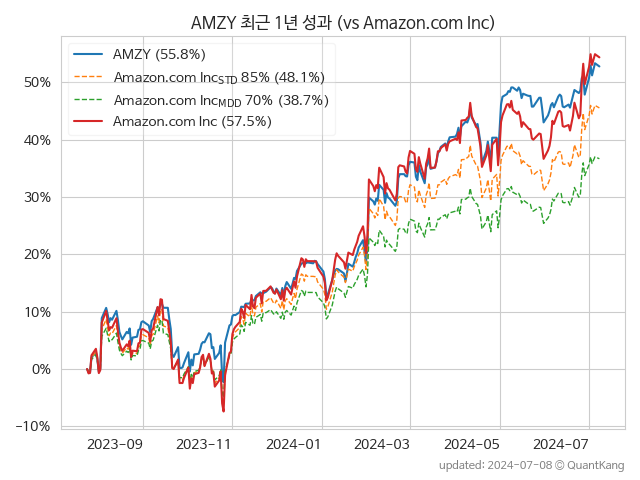 AMZY 최근 1년 성과 (vs Amazon.com Inc)
AMZY (55.8%)
Amazon.com IncSTD 85% (48.1%)
Amazon.com IncMDD 70% (38.7%)
Amazon.com Inc (57.5%)
50%
40%
30%
20%
10%
0%
−10%
2023-09
2023-11
2024-01
2024-03
2024-05
2024-07
updated: 2024-07-08 © QuantKang